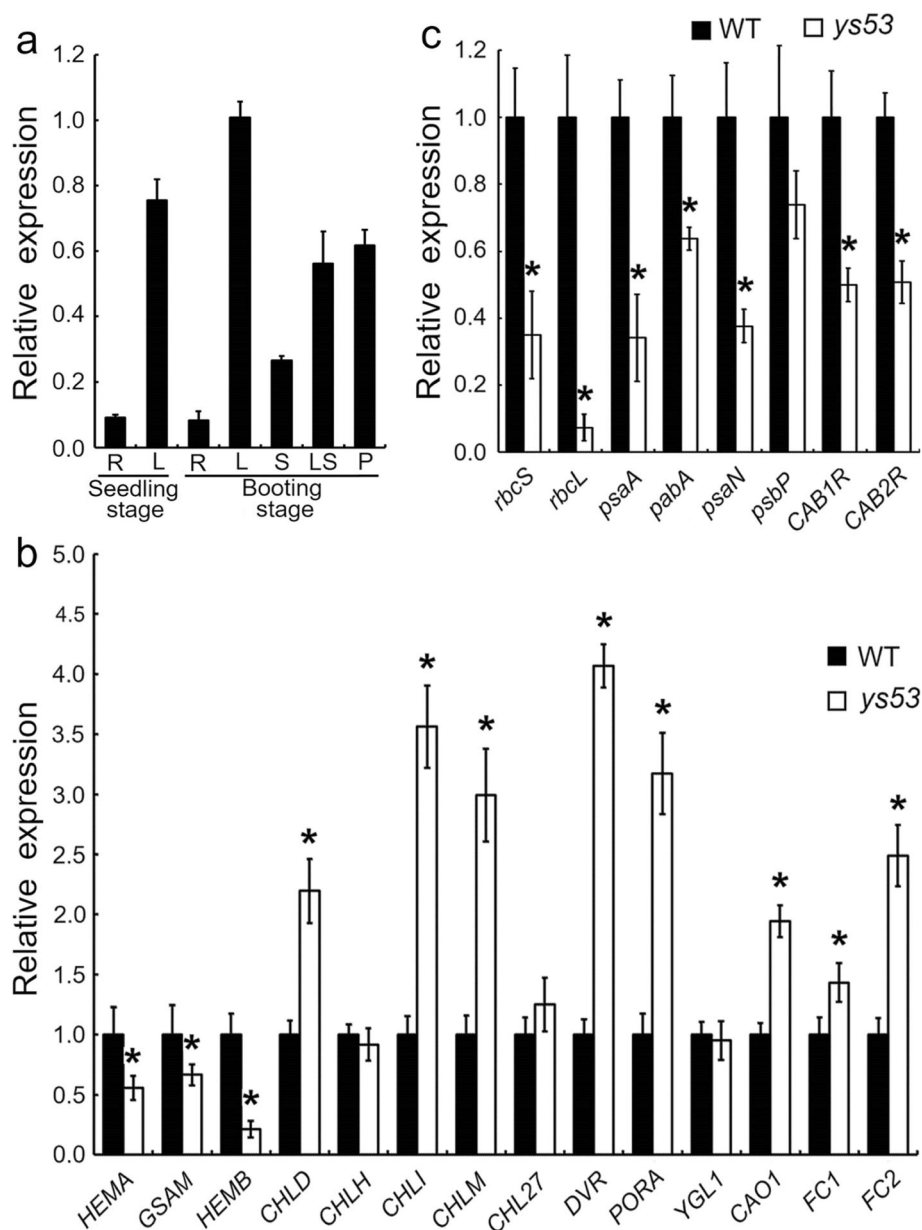 a
Relative expression
1.2
1.0
0.8
0.6
0.4
0.2
0.0
R L R L S LS P
Seedling stage
Booting stage
c
WT ys53
Relative expression
1.2
1.0
0.8
0.6
0.4
0.2
0.0
* * * * * * *
rbcS rbcL psaA pabA psaN psbP CAB1R CAB2R
b
Relative expression
5.0
4.5
4.0
3.5
3.0
2.5
2.0
1.5
1.0
0.5
0.0
WT
ys53
* * * * * * * * * * *
HEMA GSAM HEMB CHLD CHLH CHLI CHLM CHL27 DVR PORA YGL1 CAO1 FC1 FC2